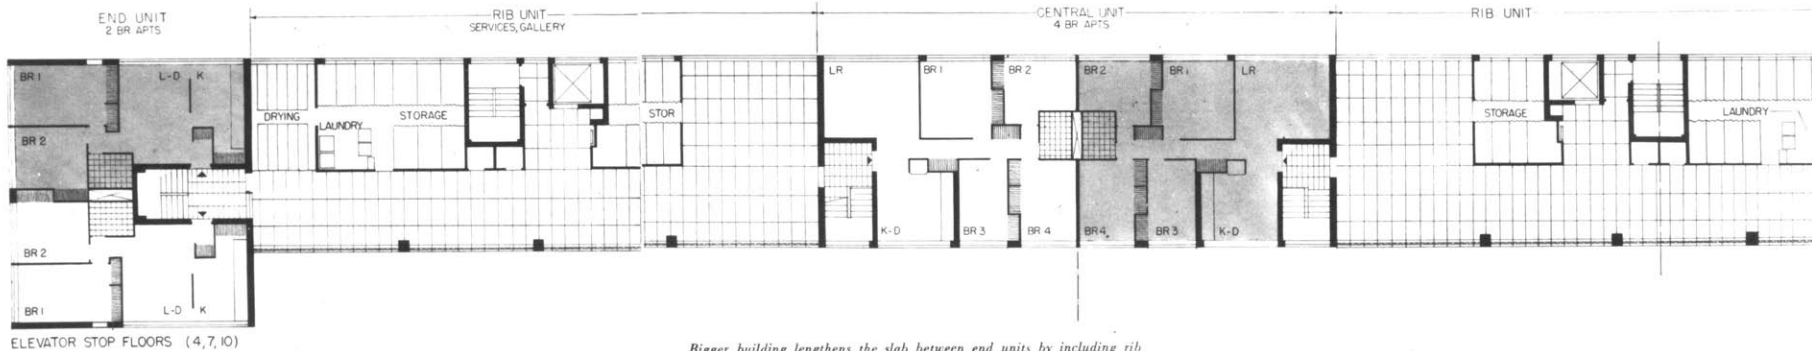 END UNIT
2 BR APTS
RIB UNIT
SERVICES, GALLERY
CENTRAL UNIT
4 BR APTS
RIB UNIT
BR 1
L-D K
BR 2
BR 2
BR 1
L-D K
DRYING
LAUNDRY
STORAGE
STOR
LR
BR 1
BR 2
BR 2
BR 1
LR
K-D
BR 3
BR 4
BR 4
BR 3
K-D
STORAGE
LAUNDRY
ELEVATOR STOP FLOORS (4,7,10)
Bigger building lengthens the slab between end units by including rib